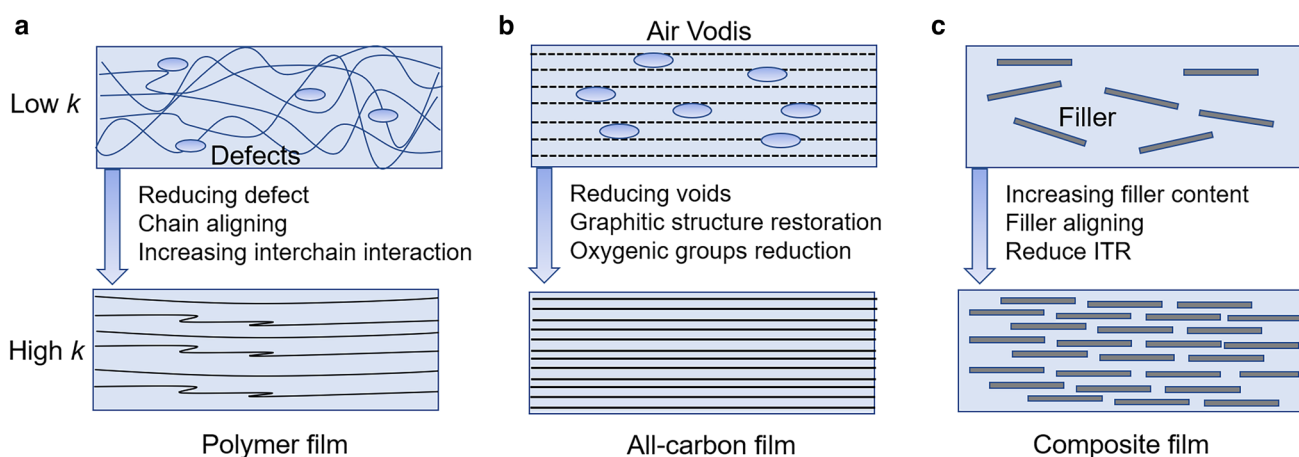 a
b
c
Air Vodis
Low k
Defects
Filler
Reducing defect
Chain aligning
Increasing interchain interaction
Reducing voids
Graphitic structure restoration
Oxygenic groups reduction
Increasing filler content
Filler aligning
Reduce ITR
High k
Polymer film
All-carbon film
Composite film